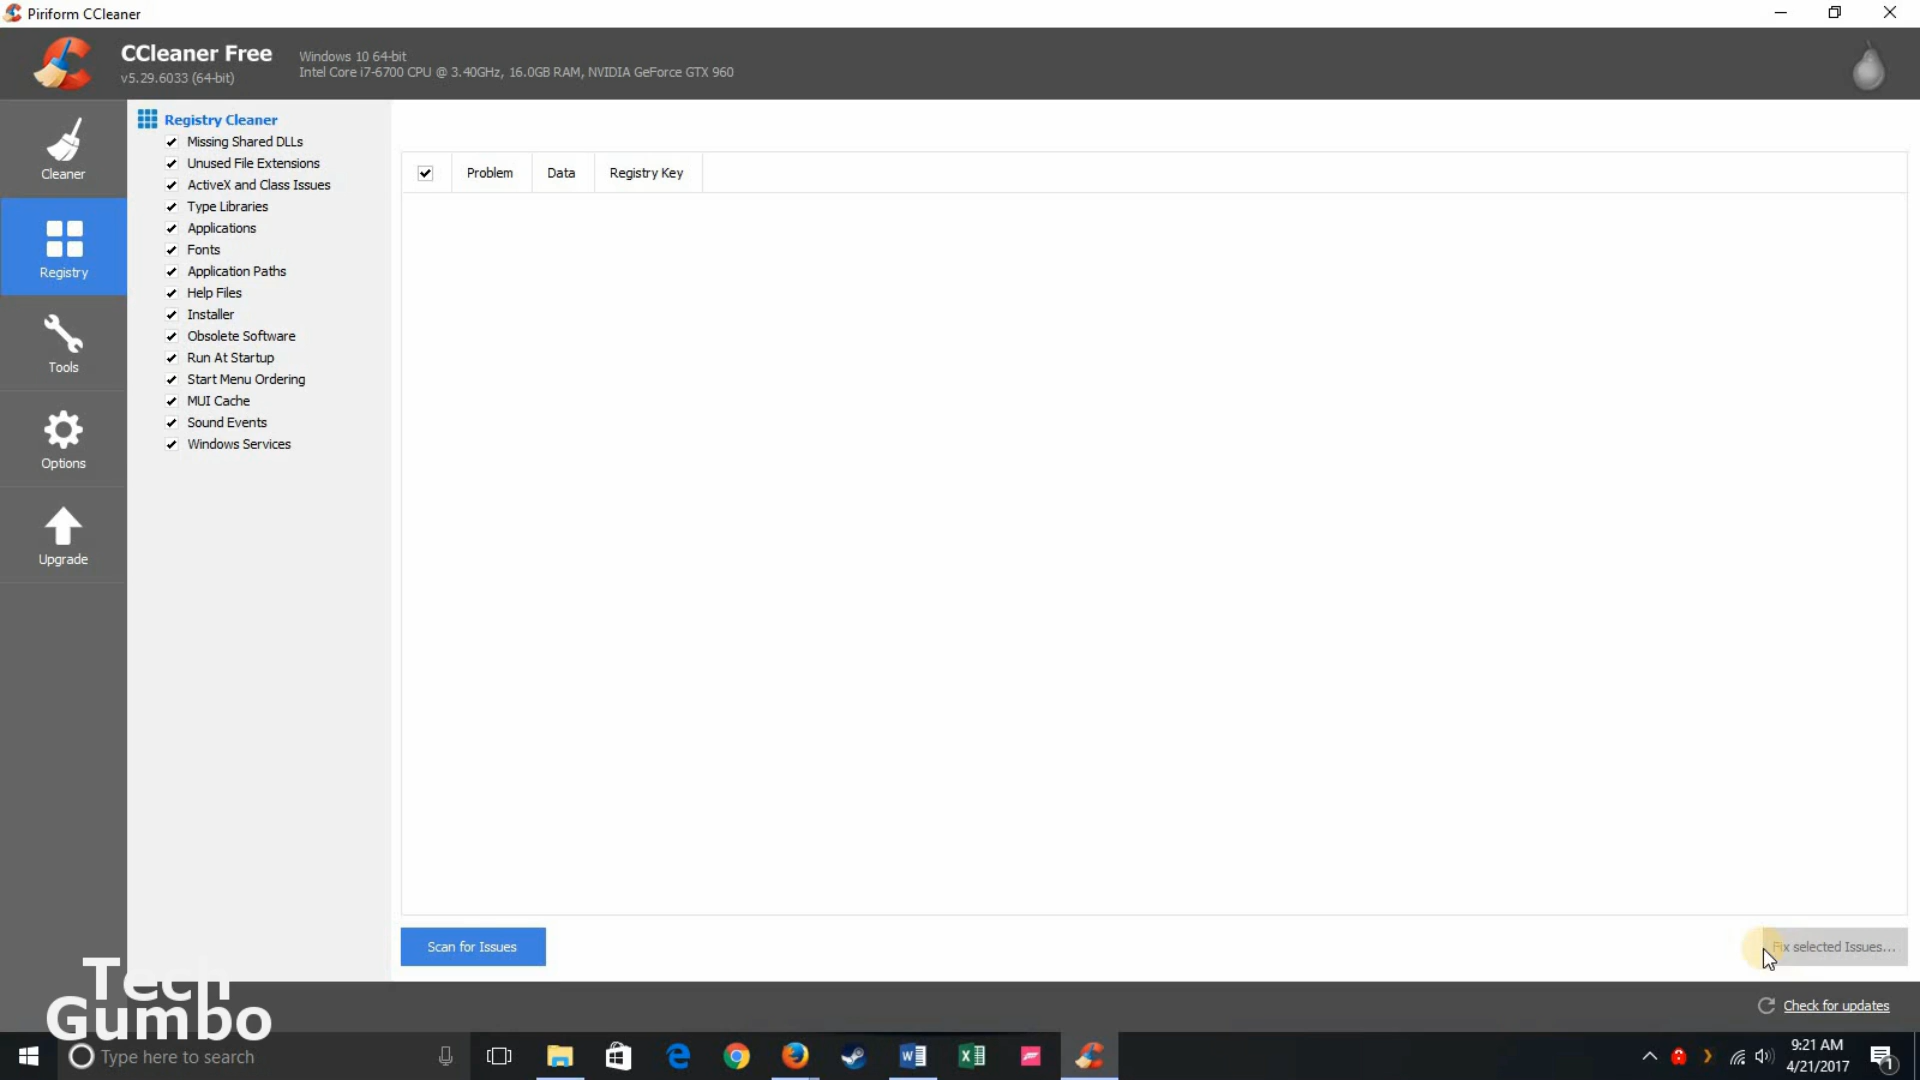 Piriform CCleaner
CCleaner Free
v5.29.6033 (64-bit)
Windows 10 64-bit
Intel Core i7-6700 CPU @ 3.40GHz, 16.0GB RAM, NVIDIA GeForce GTX 960
Cleaner
Registry
Tools
Options
Upgrade
Registry Cleaner
Missing Shared DLLs
Unused File Extensions
ActiveX and Class Issues
Type Libraries
Applications
Fonts
Application Paths
Help Files
Installer
Obsolete Software
Run At Startup
Start Menu Ordering
MUI Cache
Sound Events
Windows Services
Problem Data Registry Key
Scan for Issues
Fix selected Issues...
Check for updates
Tech
Gumbo
Type here to search
9:21 AM
4/21/2017
1